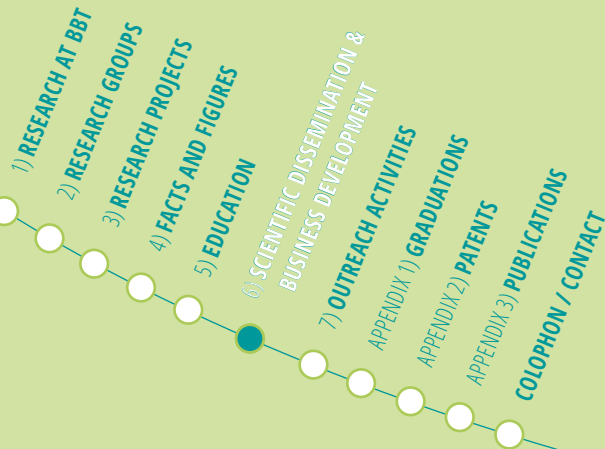 1) RESEARCH AT BBT
2) RESEARCH GROUPS
3) RESEARCH PROJECTS
4) FACTS AND FIGURES
5) EDUCATION
6) SCIENTIFIC DISSEMINATION &
BUSINESS DEVELOPMENT
7) OUTREACH ACTIVITIES
APPENDIX 1) GRADUATIONS
APPENDIX 2) PATENTS
APPENDIX 3) PUBLICATIONS
COLOPHON / CONTACT